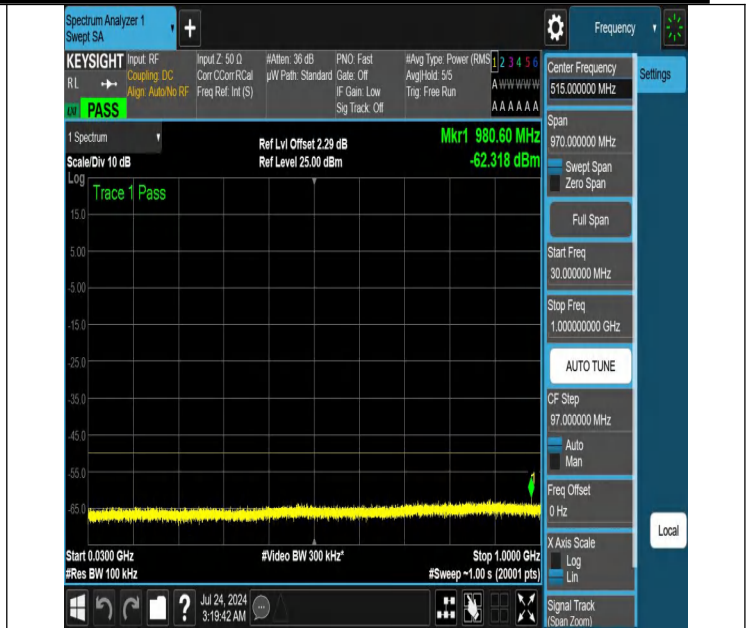 Spectrum Analyzer 1
Swept SA
+
Frequency
KEYSIGHT
RL
PASS
Input: RF
Coupling: DC
Align: Auto/No RF
Input Z: 50 Ω
Corr CCorr RCal
Freq Ref: Int (S)
#Atten: 36 dB
µW Path: Standard
PNO: Fast
Gate: Off
IF Gain: Low
Sig Track: Off
#Avg Type: Power (RMS
Avg|Hold: 5/5
Trig: Free Run
1 2 3 4 5 6
A W W W W W
A A A A A A
1 Spectrum
Scale/Div 10 dB
Ref Lvl Offset 2.29 dB
Ref Level 25.00 dBm
Mkr1 980.60 MHz
-62.318 dBm
Log
Trace 1 Pass
15.0
5.00
-5.00
-15.0
-25.0
-35.0
-45.0
-55.0
-65.0
1
Start 0.0300 GHz
#Res BW 100 kHz
#Video BW 300 kHz*
Stop 1.0000 GHz
#Sweep ~1.00 s (20001 pts)
Center Frequency
515.000000 MHz
Settings
Span
970.000000 MHz
Swept Span
Zero Span
Full Span
Start Freq
30.000000 MHz
Stop Freq
1.000000000 GHz
AUTO TUNE
CF Step
97.000000 MHz
Auto
Man
Freq Offset
0 Hz
X Axis Scale
Log
Lin
Local
Signal Track
(Span Zoom)
?
Jul 24, 2024
3:19:42 AM